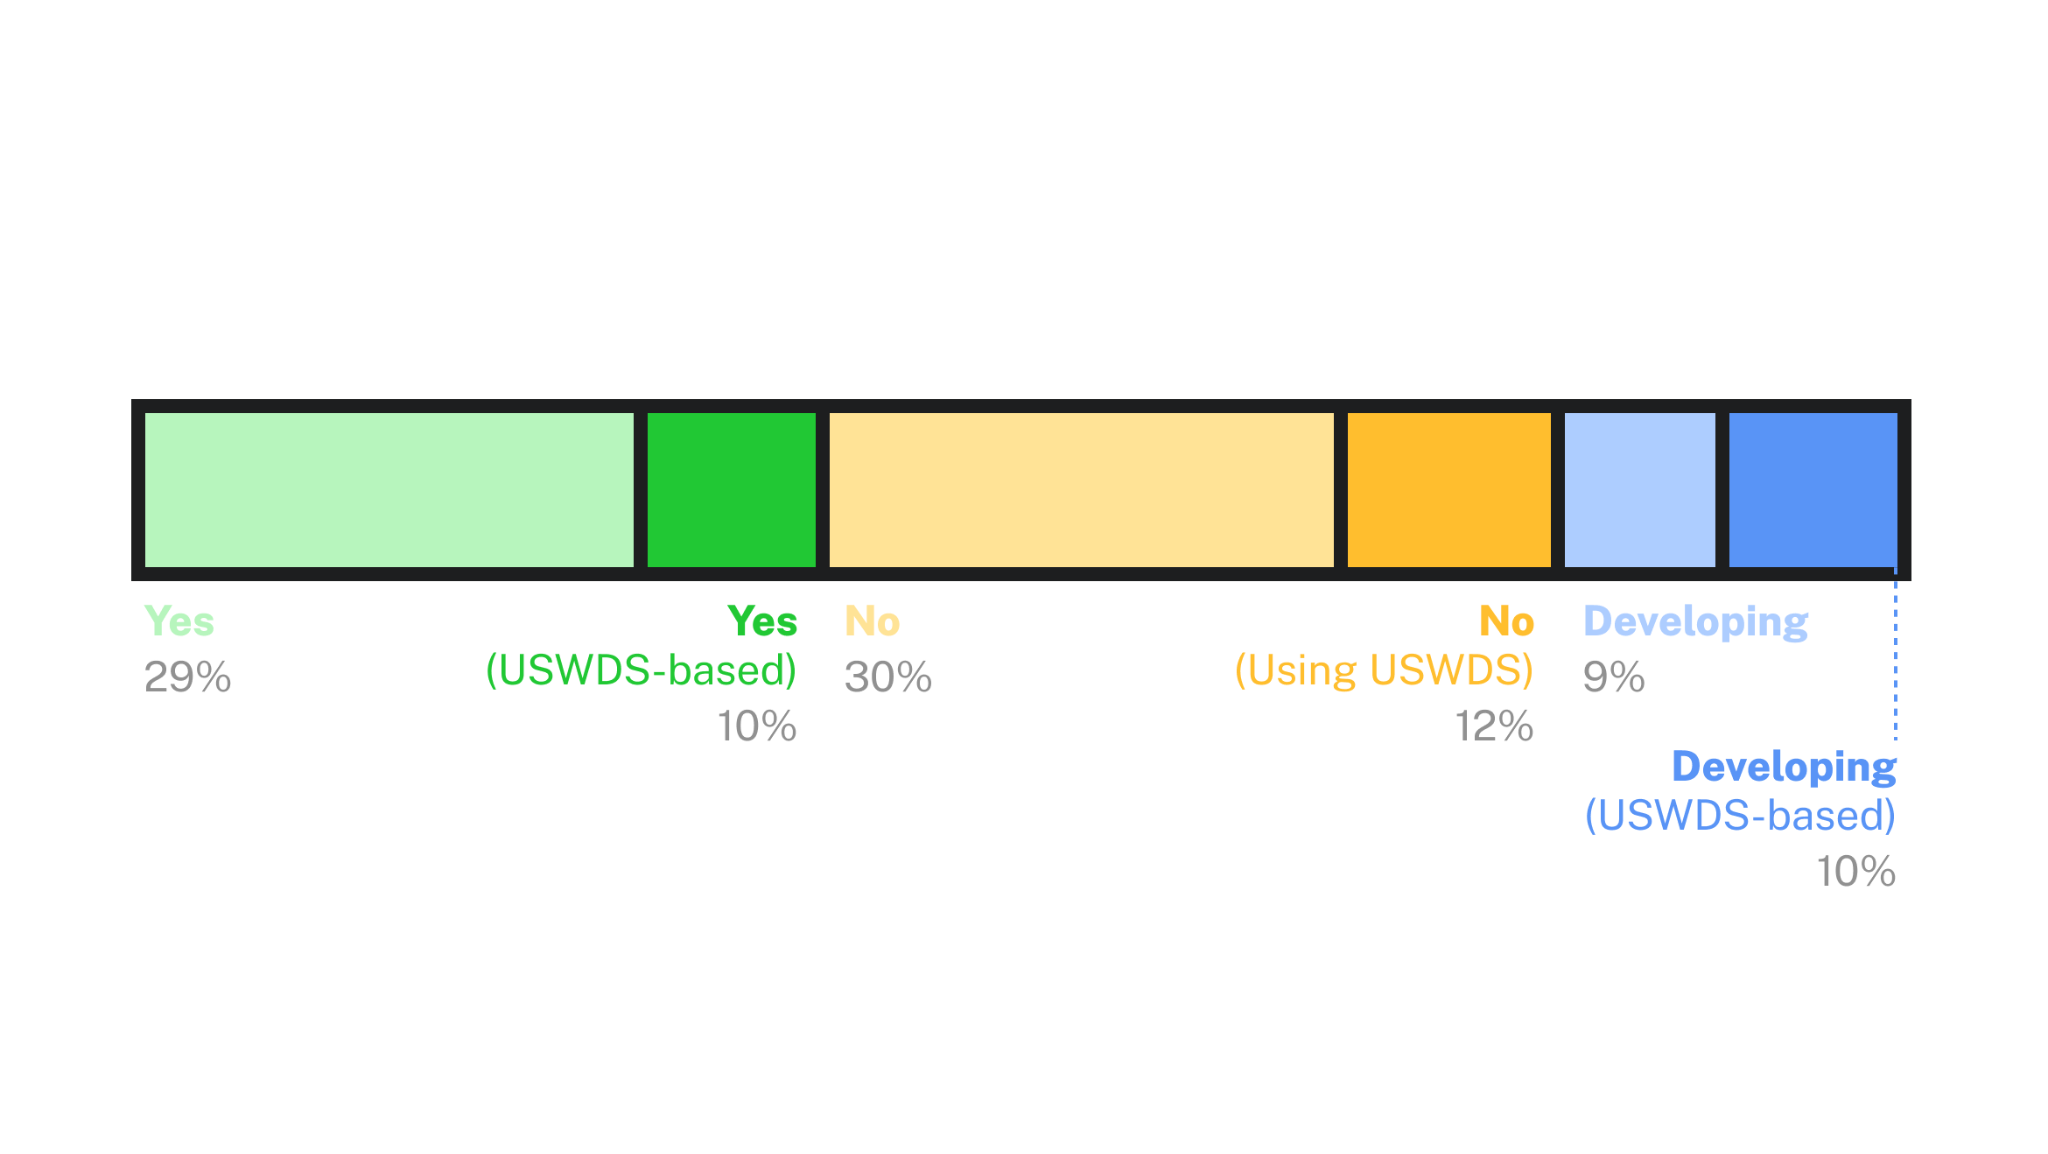 Yes
29%
Yes
(USWDS-based)
10%
No
30%
No
(Using USWDS)
12%
Developing
9%
Developing
(USWDS-based)
10%